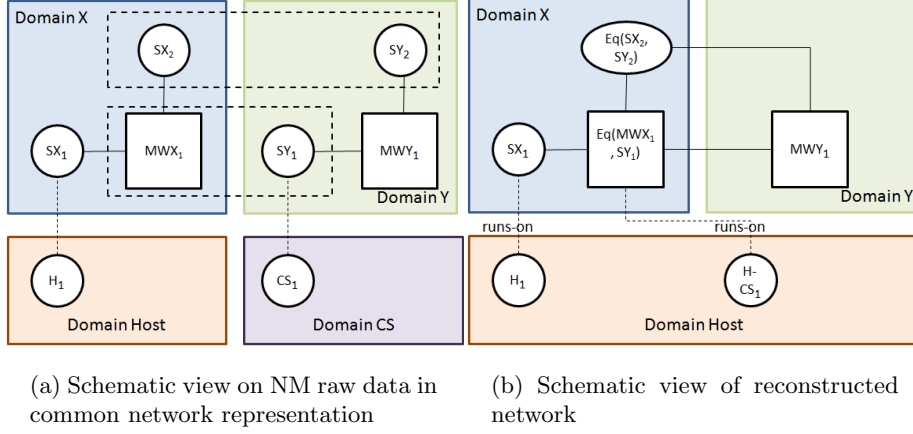 Domain X
SX2
SY2
SX1
MWX1
SY1
MWY1
Domain Y
H1
CS1
Domain Host
Domain CS
(a) Schematic view on NM raw data in
common network representation
Domain X
Eq(SX2,
SY2)
SX1
Eq(MWX1
, SY1)
MWY1
Domain Y
runs-on
runs-on
H1
H-
CS1
Domain Host
(b) Schematic view of reconstructed
network